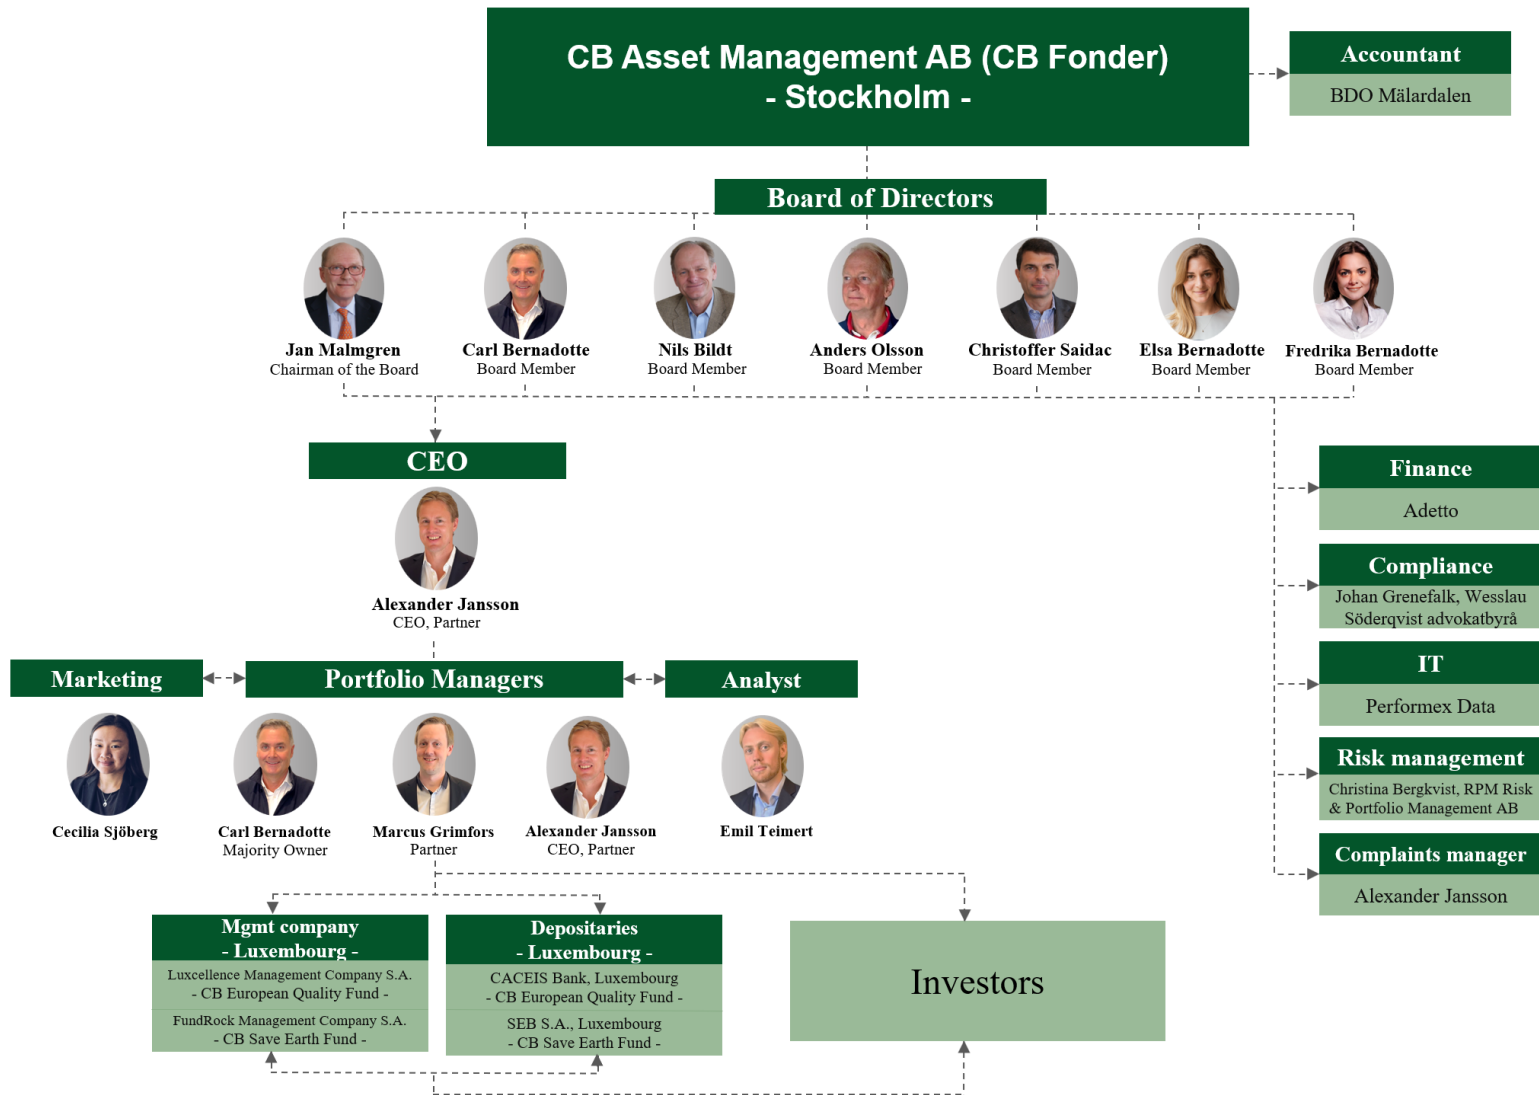 CB Asset Management AB (CB Fonder)
- Stockholm -
Accountant
BDO Mälardalen
Board of Directors
Jan Malmgren
Chairman of the Board
Carl Bernadotte
Board Member
Nils Bildt
Board Member
Anders Olsson
Board Member
Christoffer Saidac
Board Member
Elsa Bernadotte
Board Member
Fredrika Bernadotte
Board Member
CEO
Alexander Jansson
CEO, Partner
Finance
Adetto
Compliance
Johan Grenefalk, Wesslau
Söderqvist advokatbyrå
IT
Performex Data
Risk management
Christina Bergkvist, RPM Risk
& Portfolio Management AB
Complaints manager
Alexander Jansson
Marketing
Portfolio Managers
Analyst
Cecilia Sjöberg
Carl Bernadotte
Majority Owner
Marcus Grimfors
Partner
Alexander Jansson
CEO, Partner
Emil Teimert
Mgmt company
- Luxembourg -
Luxcellence Management Company S.A.
- CB European Quality Fund -
FundRock Management Company S.A.
- CB Save Earth Fund -
Depositaries
- Luxembourg -
CACEIS Bank, Luxembourg
- CB European Quality Fund -
SEB S.A., Luxembourg
- CB Save Earth Fund -
Investors